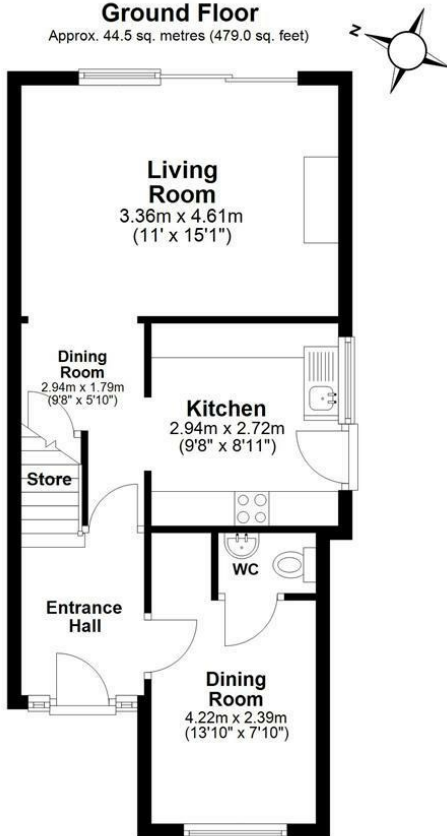 Ground Floor
Approx. 44.5 sq. metres (479.0 sq. feet)
N
Living
Room
3.36m x 4.61m
(11' x 15'1")
Dining
Room
2.94m x 1.79m
(9'8" x 5'10")
Kitchen
2.94m x 2.72m
(9'8" x 8'11")
Store
WC
Entrance
Hall
Dining
Room
4.22m x 2.39m
(13'10" x 7'10")